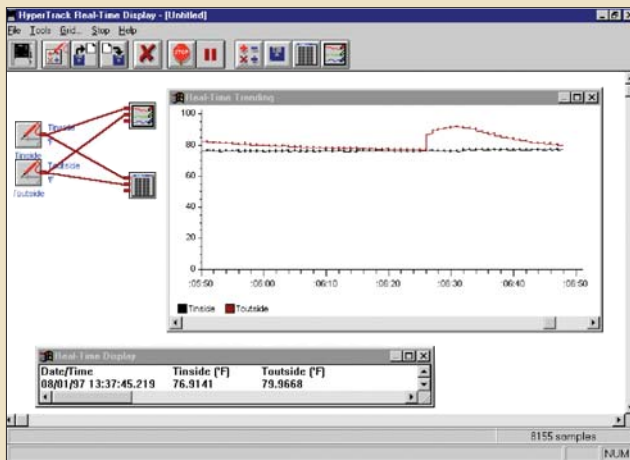 HyperTrack Real-Time Display - [Untitled]
File Tools Grid... Stop Help
STOP
Tinside
°F
Tinside
Toutside
°F
Toutside
Real-Time Trending
100
80
60
40
20
0
:05:50 :06:00 :06:10 :06:20 :06:30 :06:40 :06:50
Tinside Toutside
Real-Time Display
Date/Time Tinside (°F) Toutside (°F)
08/01/97 13:37:45.219 76.9141 79.9668
8155 samples
NUM